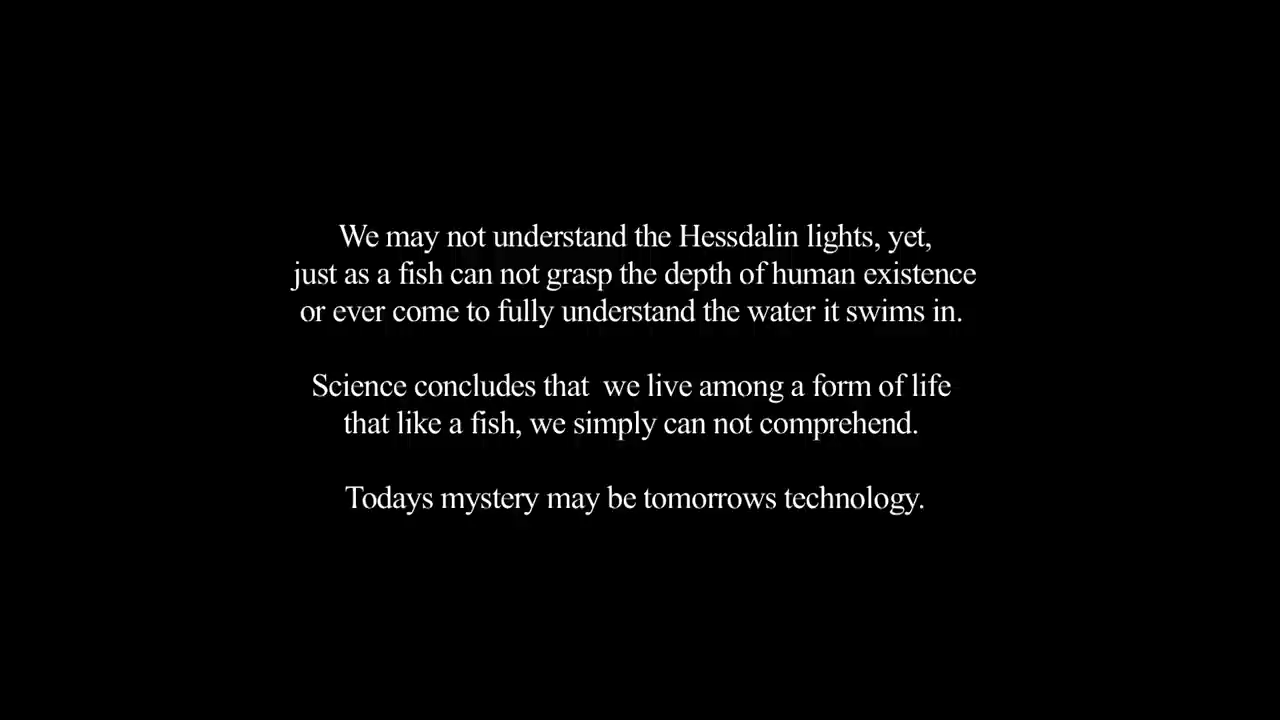 We may not understand the Hessdalin lights, yet,
just as a fish can not grasp the depth of human existence
or ever come to fully understand the water it swims in.
Science concludes that  we live among a form of life
that like a fish, we simply can not comprehend.
Todays mystery may be tomorrows technology.